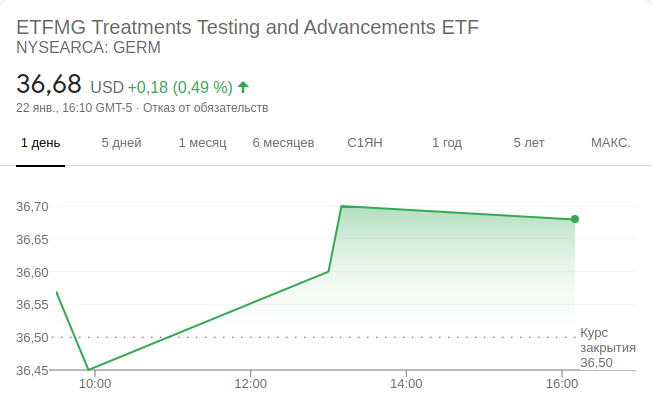 ETFMG Treatments Testing and Advancements ETF
NYSEARCA: GERM
36,68 USD +0,18 (0,49 %)
22 янв., 16:10 GMT-5 · Отказ от обязательств
1 день 5 дней 1 месяц 6 месяцев С1ЯН 1 год 5 лет МАКС.
36,70
36,65
36,60
36,55
36,50
36,45
Курс
закрытия
36,50
10:00 12:00 14:00 16:00